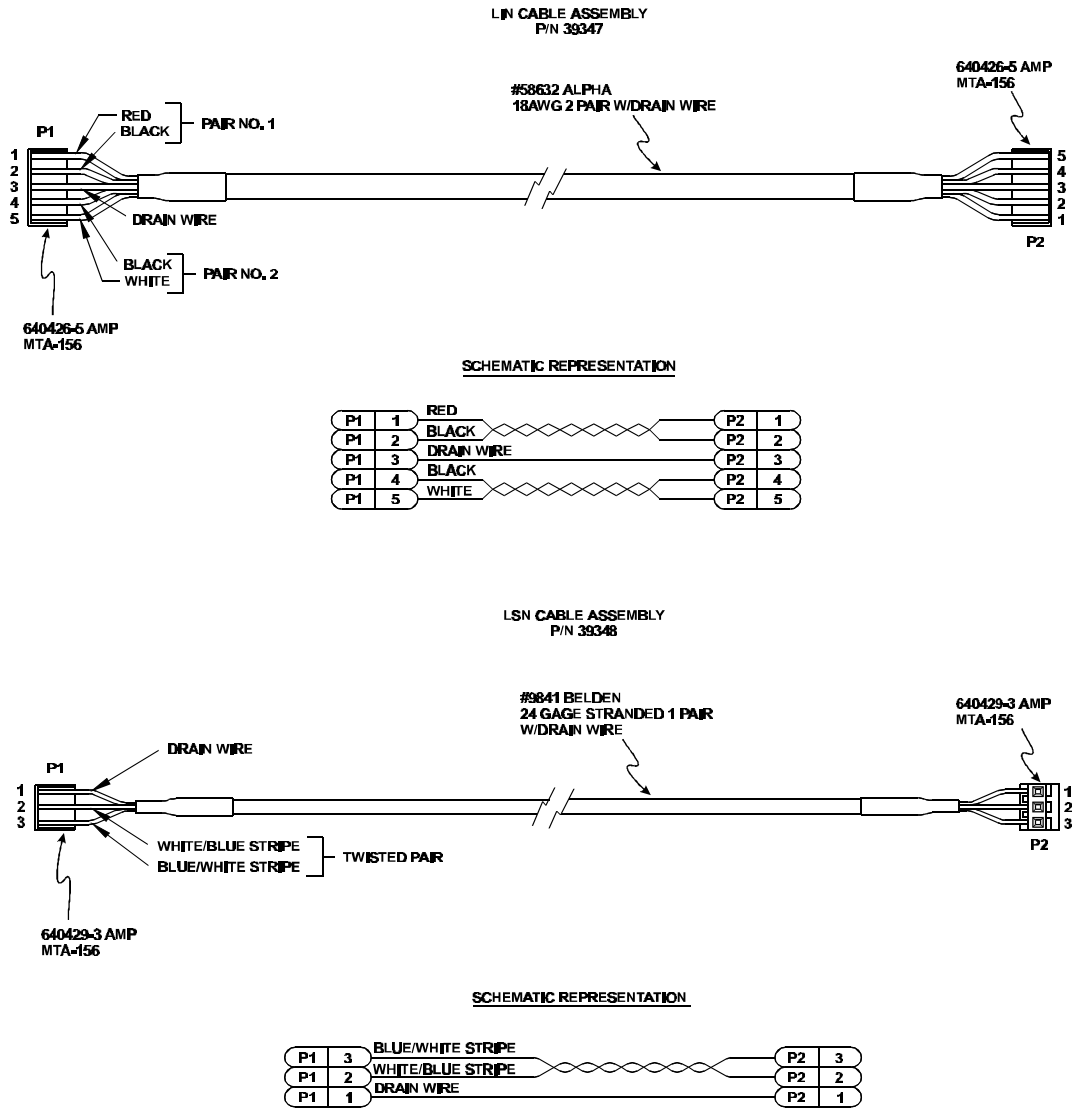 LIN CABLE ASSEMBLY
P/N 39347
640426-5 AMP
MTA-156
#58632 ALPHA
18AWG 2 PAIR W/DRAIN WIRE
P1
RED
BLACK
PAIR NO. 1
1
2
3
4
5
DRAIN WIRE
BLACK
WHITE
PAIR NO. 2
640426-5 AMP
MTA-156
5
4
3
2
1
P2
SCHEMATIC REPRESENTATION
P1 1 RED P2 1
P1 2 BLACK P2 2
P1 3 DRAIN WIRE P2 3
P1 4 BLACK P2 4
P1 5 WHITE P2 5
LSN CABLE ASSEMBLY
P/N 39348
#9841 BELDEN
24 GAGE STRANDED 1 PAIR
W/DRAIN WIRE
640429-3 AMP
MTA-156
P1
DRAIN WIRE
1
2
3
WHITE/BLUE STRIPE
BLUE/WHITE STRIPE
TWISTED PAIR
640429-3 AMP
MTA-156
1
2
3
P2
SCHEMATIC REPRESENTATION
P1 3 BLUE/WHITE STRIPE P2 3
P1 2 WHITE/BLUE STRIPE P2 2
P1 1 DRAIN WIRE P2 1